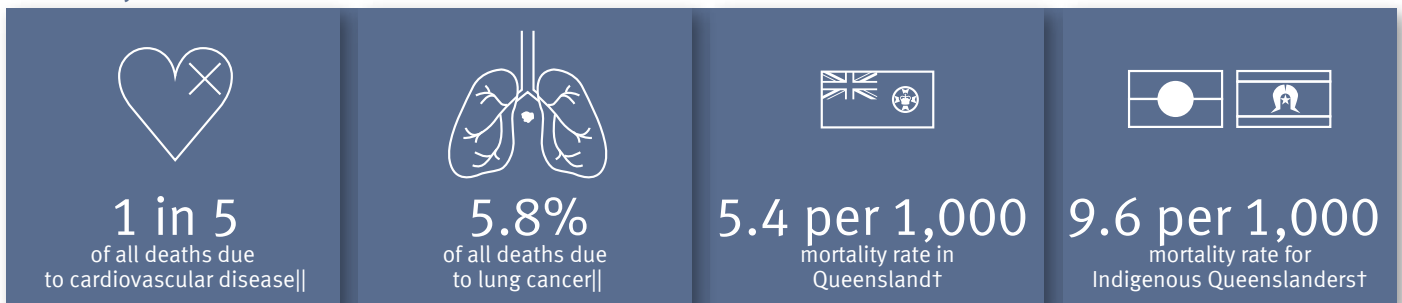 1 in 5
of all deaths due
to cardiovascular disease||
5.8%
of all deaths due
to lung cancer||
5.4 per 1,000
mortality rate in
Queensland†
9.6 per 1,000
mortality rate for
Indigenous Queenslanders†